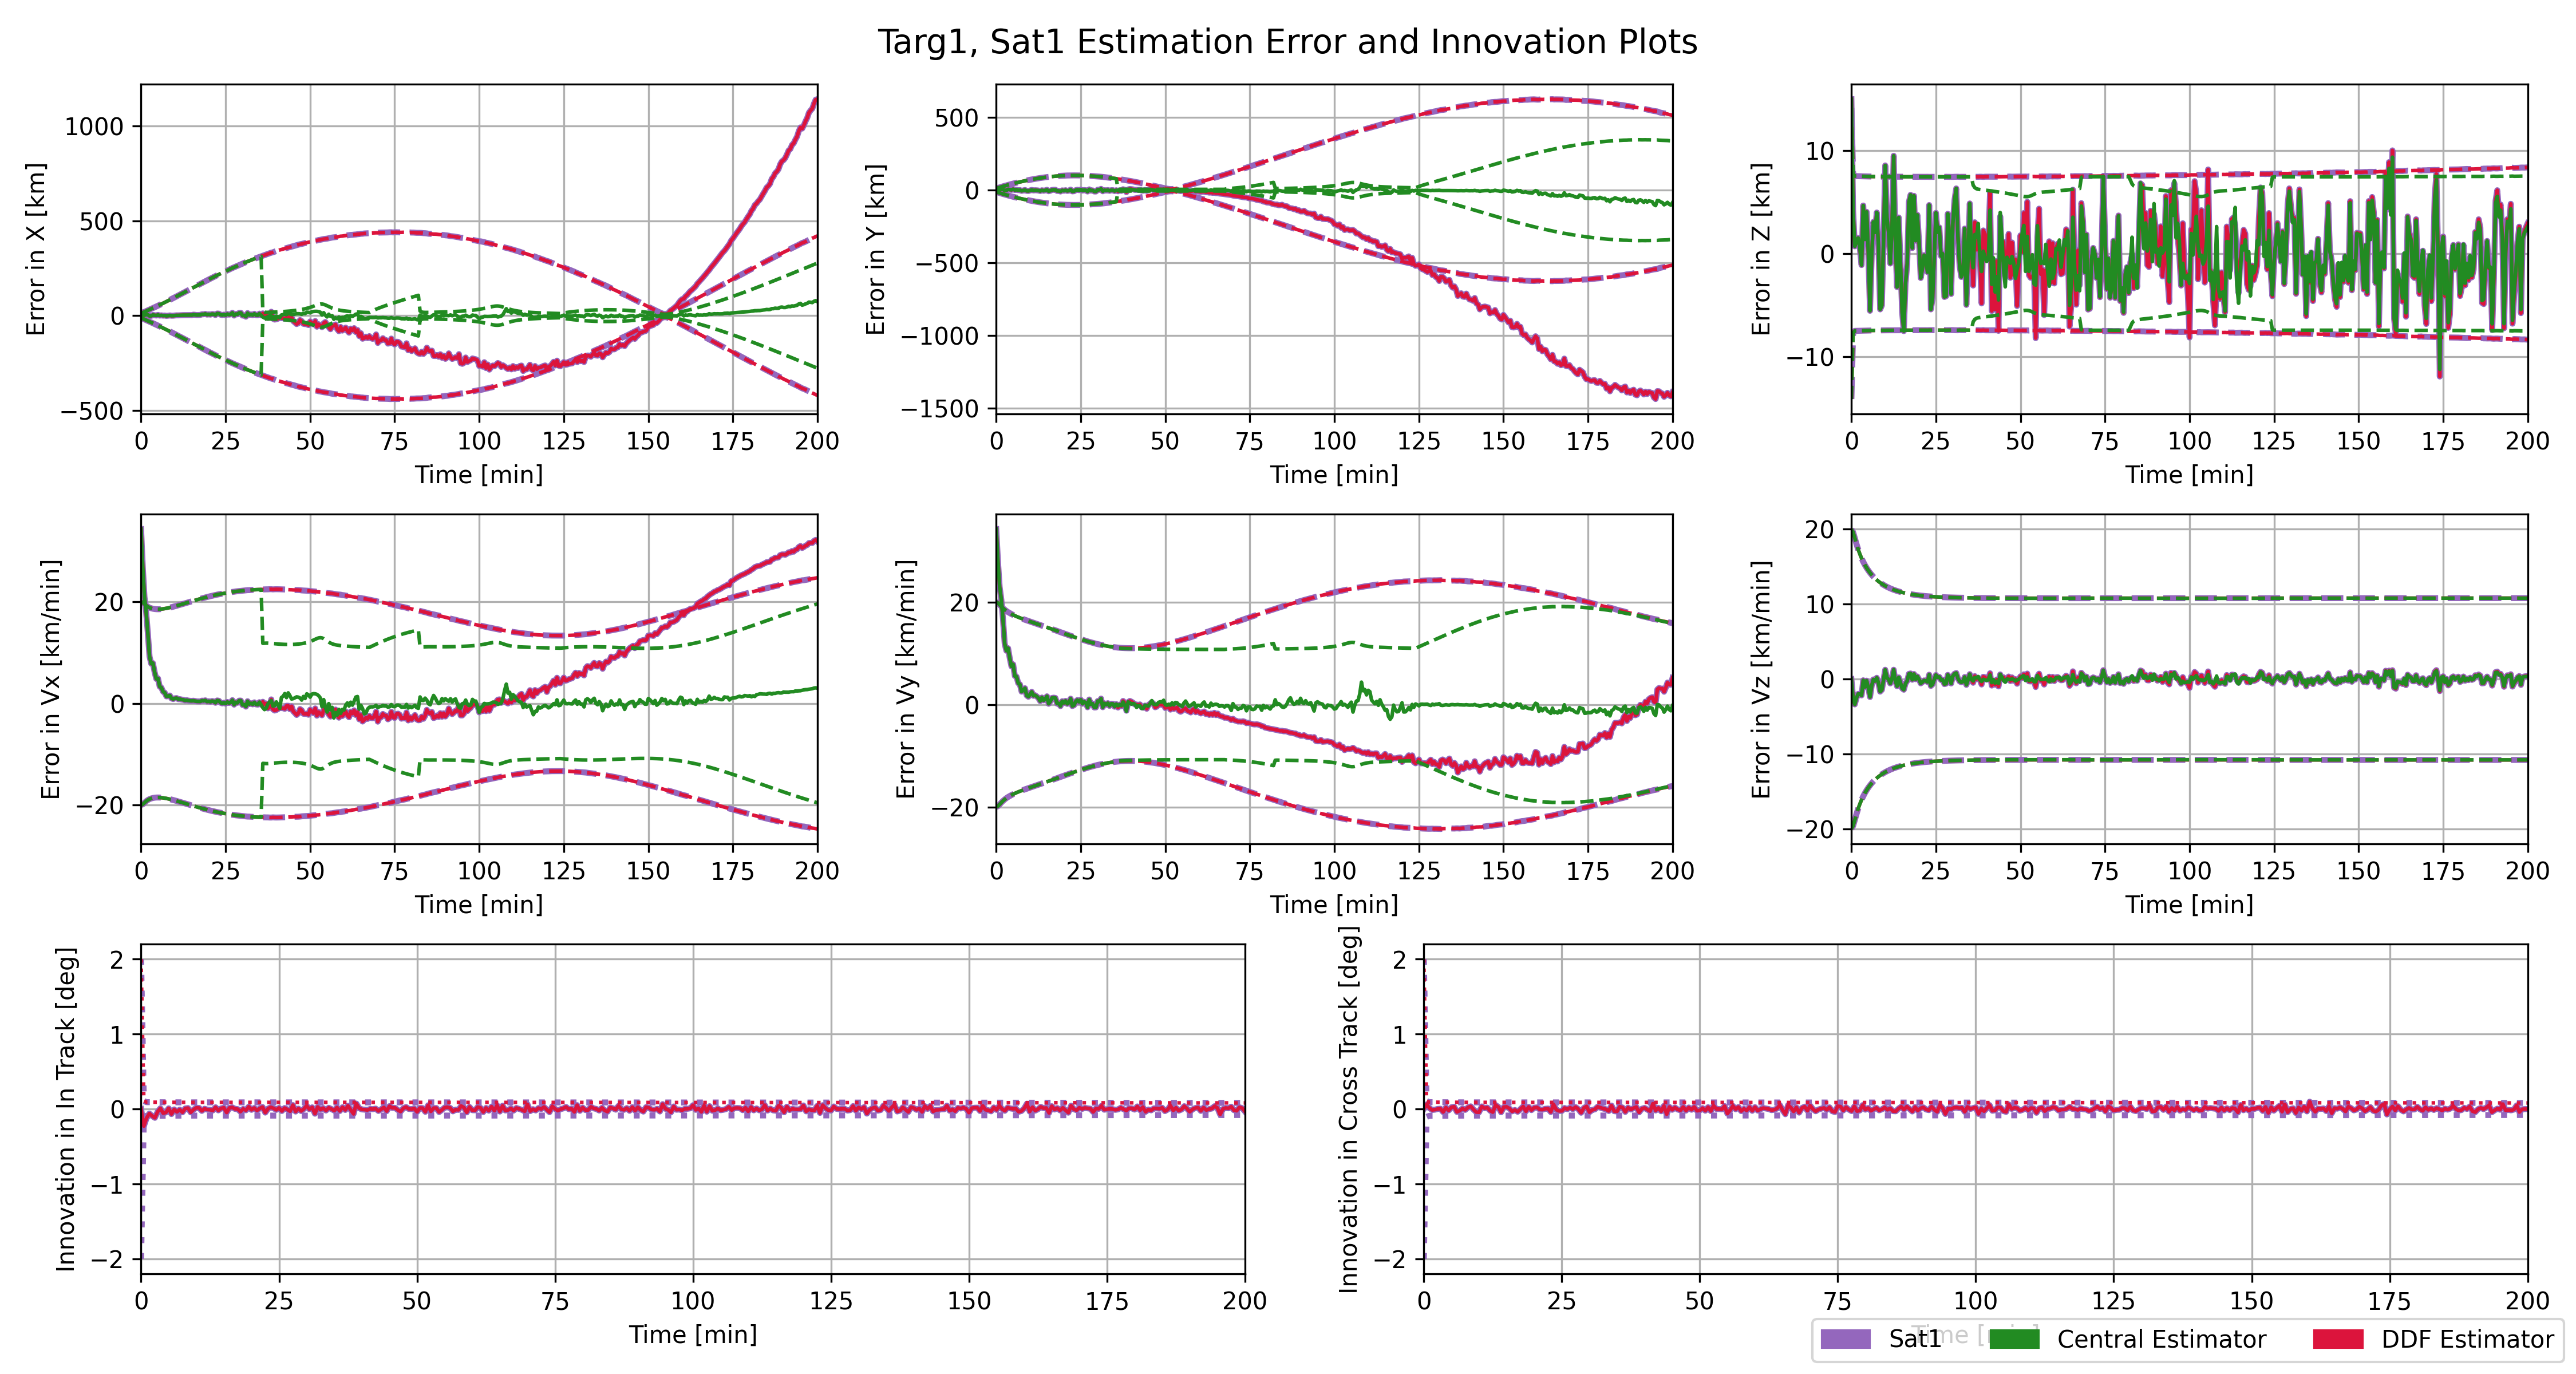 Targ1, Sat1 Estimation Error and Innovation Plots
Error in X [km]
1000
500
0
−500
0 25 50 75 100 125 150 175 200
Time [min]
Error in Y [km]
500
0
−500
−1000
−1500
0 25 50 75 100 125 150 175 200
Time [min]
Error in Z [km]
10
0
−10
0 25 50 75 100 125 150 175 200
Time [min]
Error in Vx [km/min]
20
0
−20
0 25 50 75 100 125 150 175 200
Time [min]
Error in Vy [km/min]
20
0
−20
0 25 50 75 100 125 150 175 200
Time [min]
Error in Vz [km/min]
20
10
0
−10
−20
0 25 50 75 100 125 150 175 200
Time [min]
Innovation in In Track [deg]
2
1
0
−1
−2
0 25 50 75 100 125 150 175 200
Time [min]
Innovation in Cross Track [deg]
2
1
0
−1
−2
0 25 50 75 100 125 150 175 200
Time [min]
Sat1 Central Estimator DDF Estimator